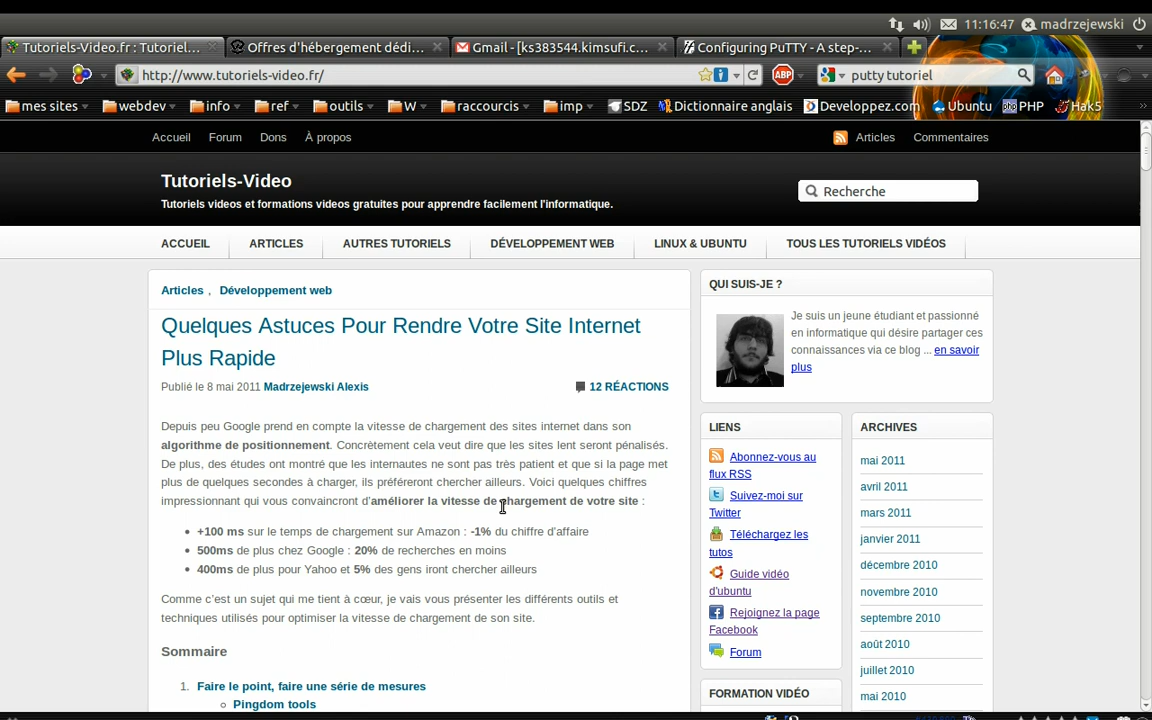 11:16:47 madrzejewski
Tutoriels-Video.fr : Tutoriel...
Offres d'hébergement dédi...
Gmail - [ks383544.kimsufi.c...
Configuring PuTTY - A step-...
http://www.tutoriels-video.fr/
ABP
putty tutoriel
mes sites webdev info ref outils W raccourcis imp SDZ Dictionnaire anglais Developpez.com Ubuntu php PHP Hak5
Accueil Forum Dons À propos
Articles Commentaires
Tutoriels-Video
Tutoriels videos et formations videos gratuites pour apprendre facilement l'informatique.
Recherche
ACCUEIL ARTICLES AUTRES TUTORIELS DÉVELOPPEMENT WEB LINUX & UBUNTU TOUS LES TUTORIELS VIDÉOS
Articles , Développement web
Quelques Astuces Pour Rendre Votre Site Internet
Plus Rapide
Publié le 8 mai 2011 Madrzejewski Alexis
12 RÉACTIONS
Depuis peu Google prend en compte la vitesse de chargement des sites internet dans son
algorithme de positionnement. Concrètement cela veut dire que les sites lent seront pénalisés.
De plus, des études ont montré que les internautes ne sont pas très patient et que si la page met
plus de quelques secondes à charger, ils préféreront chercher ailleurs. Voici quelques chiffres
impressionnant qui vous convaincront d'améliorer la vitesse de chargement de votre site :
+100 ms sur le temps de chargement sur Amazon : -1% du chiffre d'affaire
500ms de plus chez Google : 20% de recherches en moins
400ms de plus pour Yahoo et 5% des gens iront chercher ailleurs
Comme c'est un sujet qui me tient à cœur, je vais vous présenter les différents outils et
techniques utilisés pour optimiser la vitesse de chargement de son site.
Sommaire
1. Faire le point, faire une série de mesures
Pingdom tools
QUI SUIS-JE ?
Je suis un jeune étudiant et passionné
en informatique qui désire partager ces
connaissances via ce blog ... en savoir
plus
LIENS
Abonnez-vous au
flux RSS
Suivez-moi sur
Twitter
Téléchargez les
tutos
Guide vidéo
d'ubuntu
Rejoignez la page
Facebook
Forum
FORMATION VIDÉO
ARCHIVES
mai 2011
avril 2011
mars 2011
janvier 2011
décembre 2010
novembre 2010
septembre 2010
août 2010
juillet 2010
mai 2010